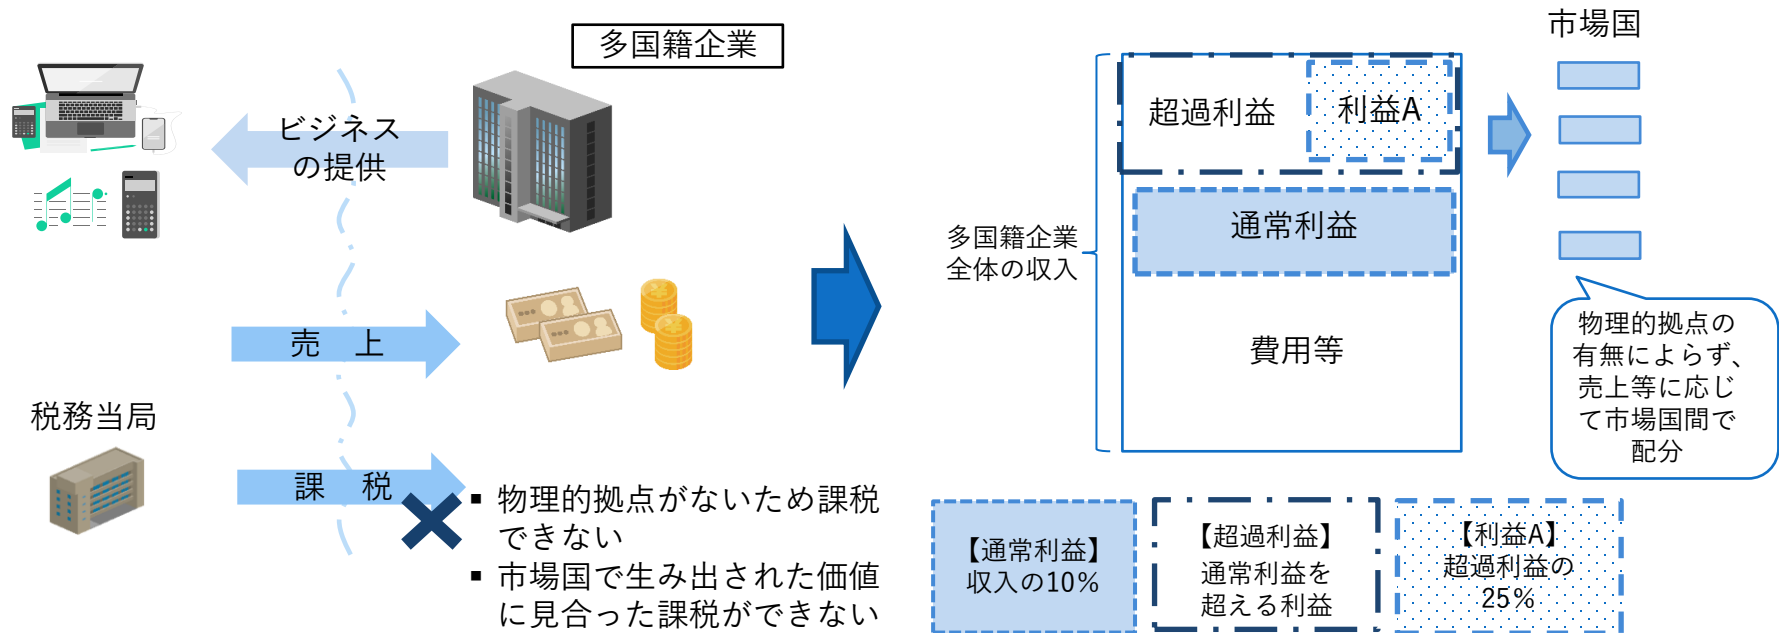 多国籍企業
ビジネス
の提供
売　上
税務当局
課　税
▪ 物理的拠点がないため課税
できない
▪ 市場国で生み出された価値
に見合った課税ができない
市場国
超過利益
利益A
通常利益
多国籍企業
全体の収入
費用等
物理的拠点の
有無によらず、
売上等に応じ
て市場国間で
配分
【通常利益】
収入の10%
【超過利益】
通常利益を
超える利益
【利益A】
超過利益の
25%